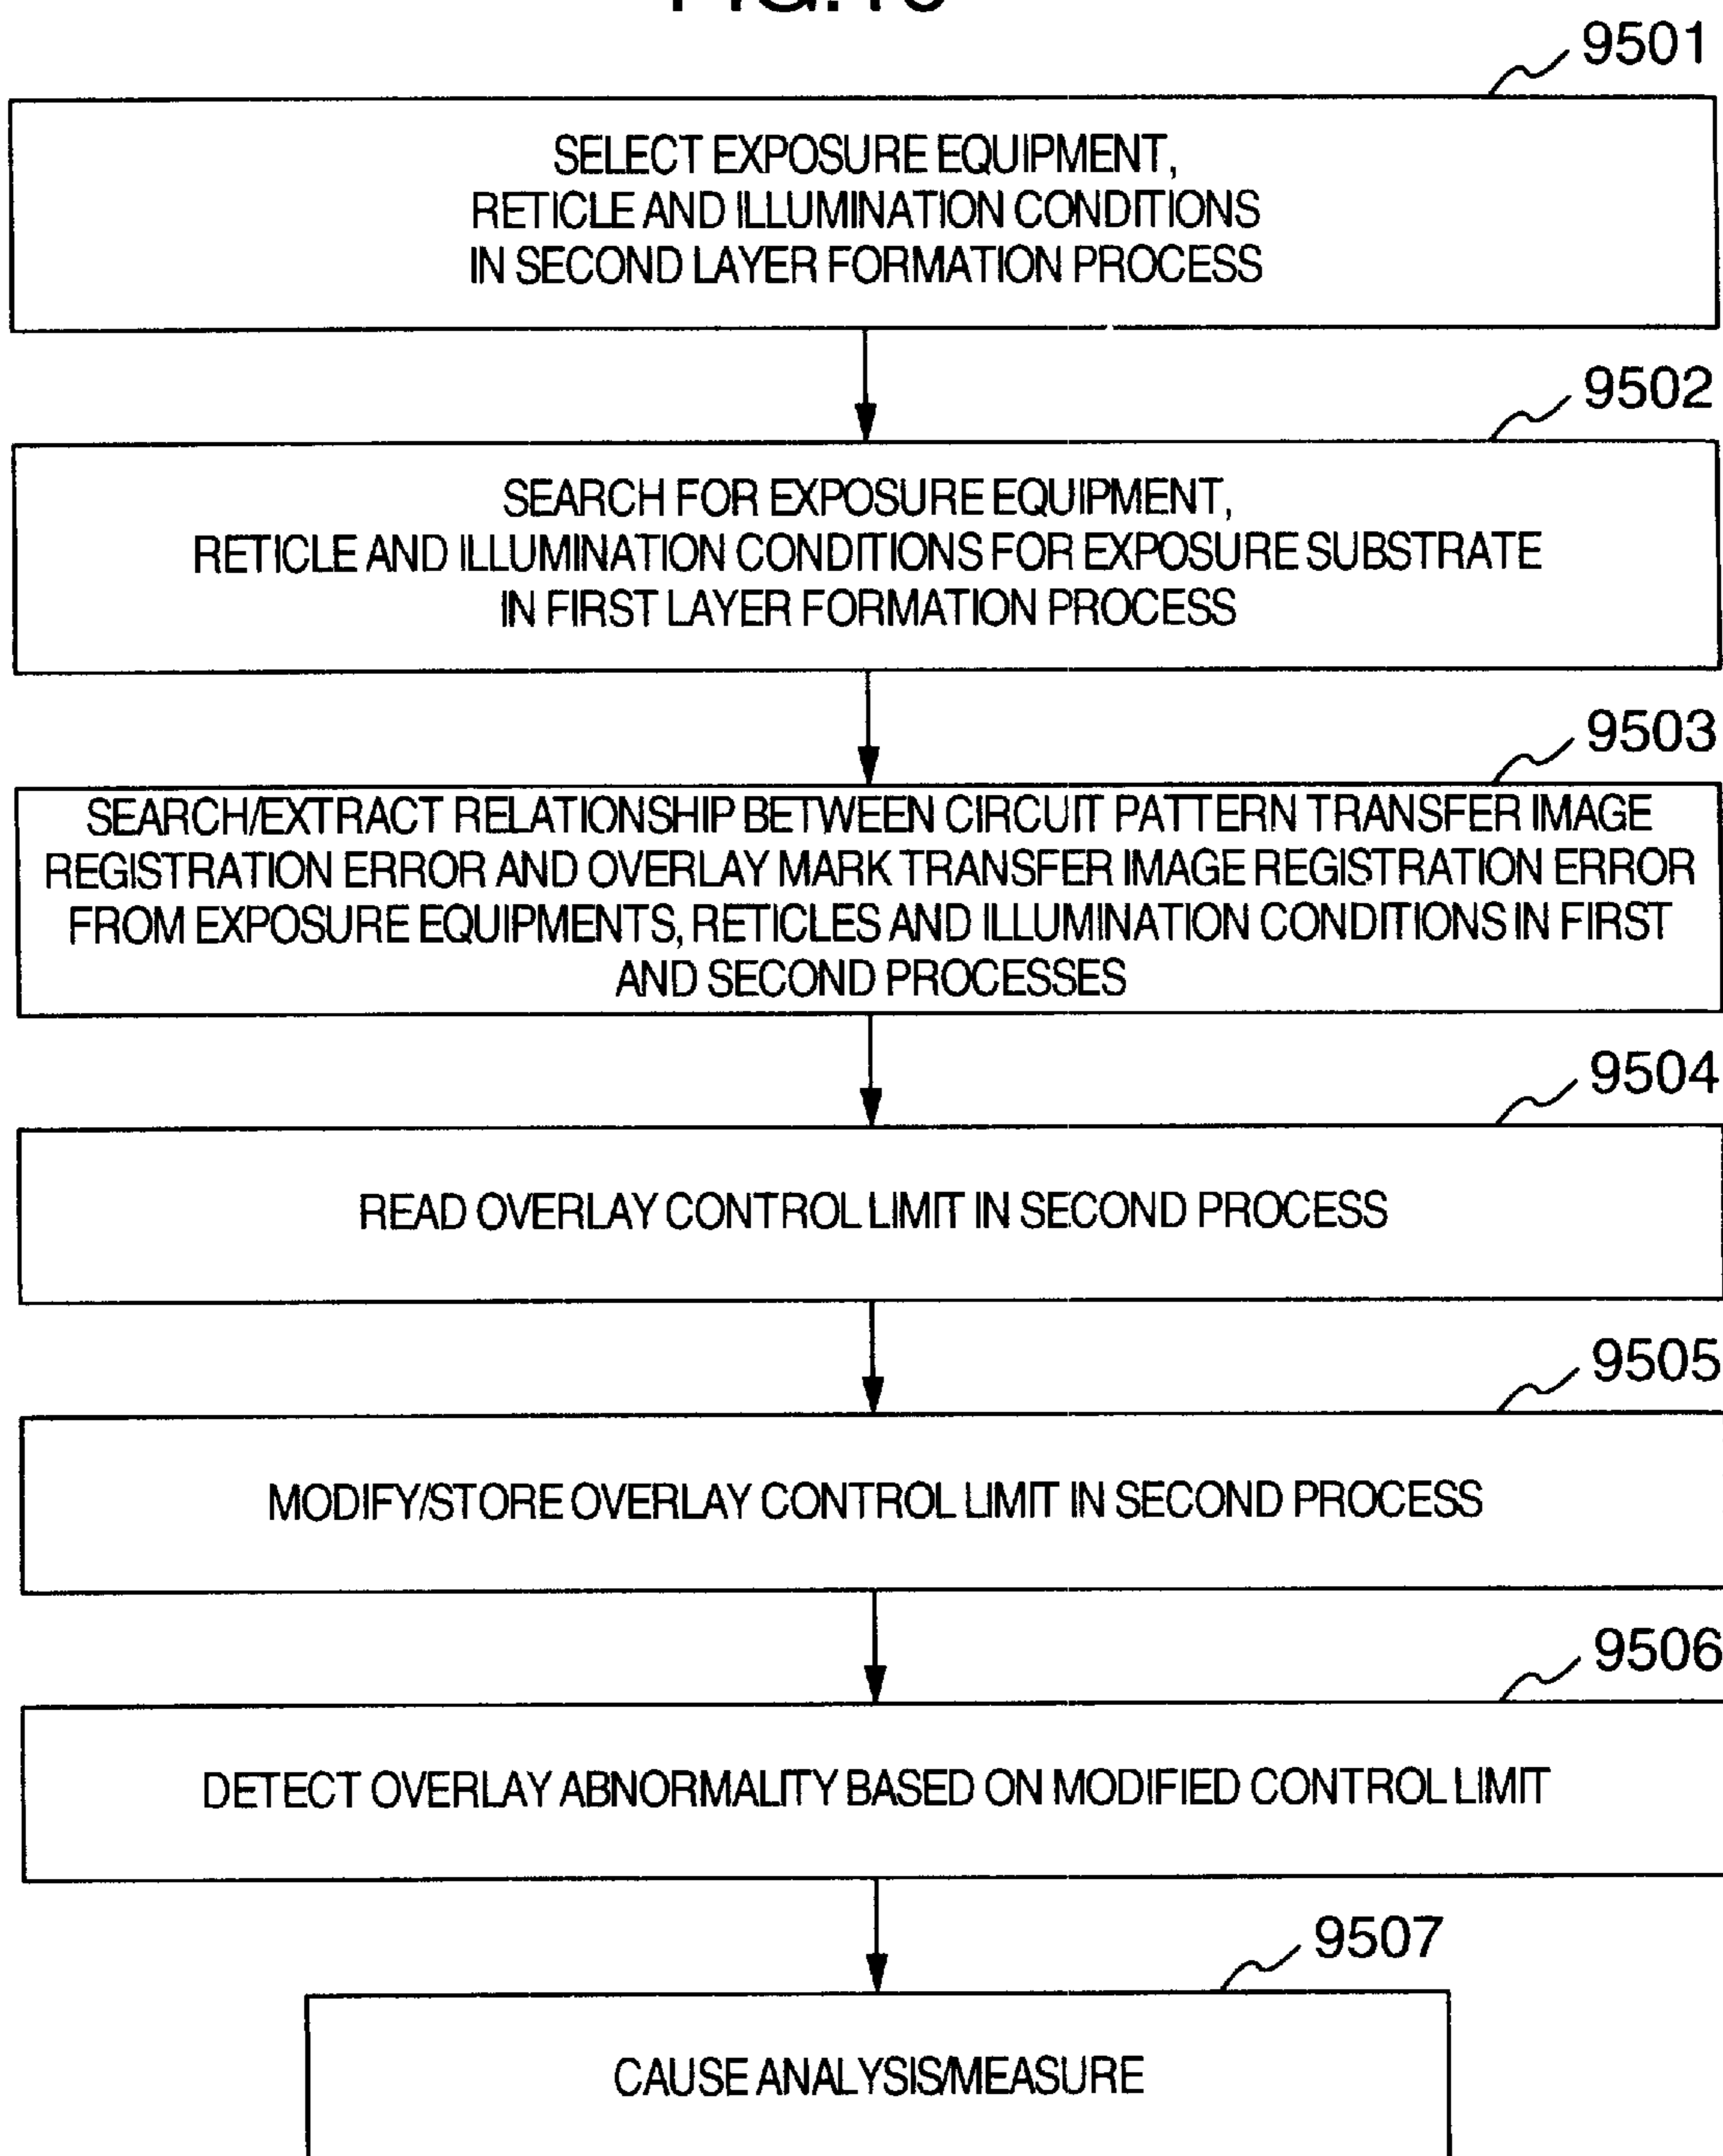 9501
SELECT EXPOSURE EQUIPMENT,
RETICLE AND ILLUMINATION CONDITIONS
IN SECOND LAYER FORMATION PROCESS
9502
SEARCH FOR EXPOSURE EQUIPMENT,
RETICLE AND ILLUMINATION CONDITIONS FOR EXPOSURE SUBSTRATE
IN FIRST LAYER FORMATION PROCESS
9503
SEARCH/EXTRACT RELATIONSHIP BETWEEN CIRCUIT PATTERN TRANSFER IMAGE
REGISTRATION ERROR AND OVERLAY MARK TRANSFER IMAGE REGISTRATION ERROR
FROM EXPOSURE EQUIPMENTS, RETICLES AND ILLUMINATION CONDITIONS IN FIRST
AND SECOND PROCESSES
9504
READ OVERLAY CONTROL LIMIT IN SECOND PROCESS
9505
MODIFY/STORE OVERLAY CONTROL LIMIT IN SECOND PROCESS
9506
DETECT OVERLAY ABNORMALITY BASED ON MODIFIED CONTROL LIMIT
9507
CAUSE ANALYSIS/MEASURE